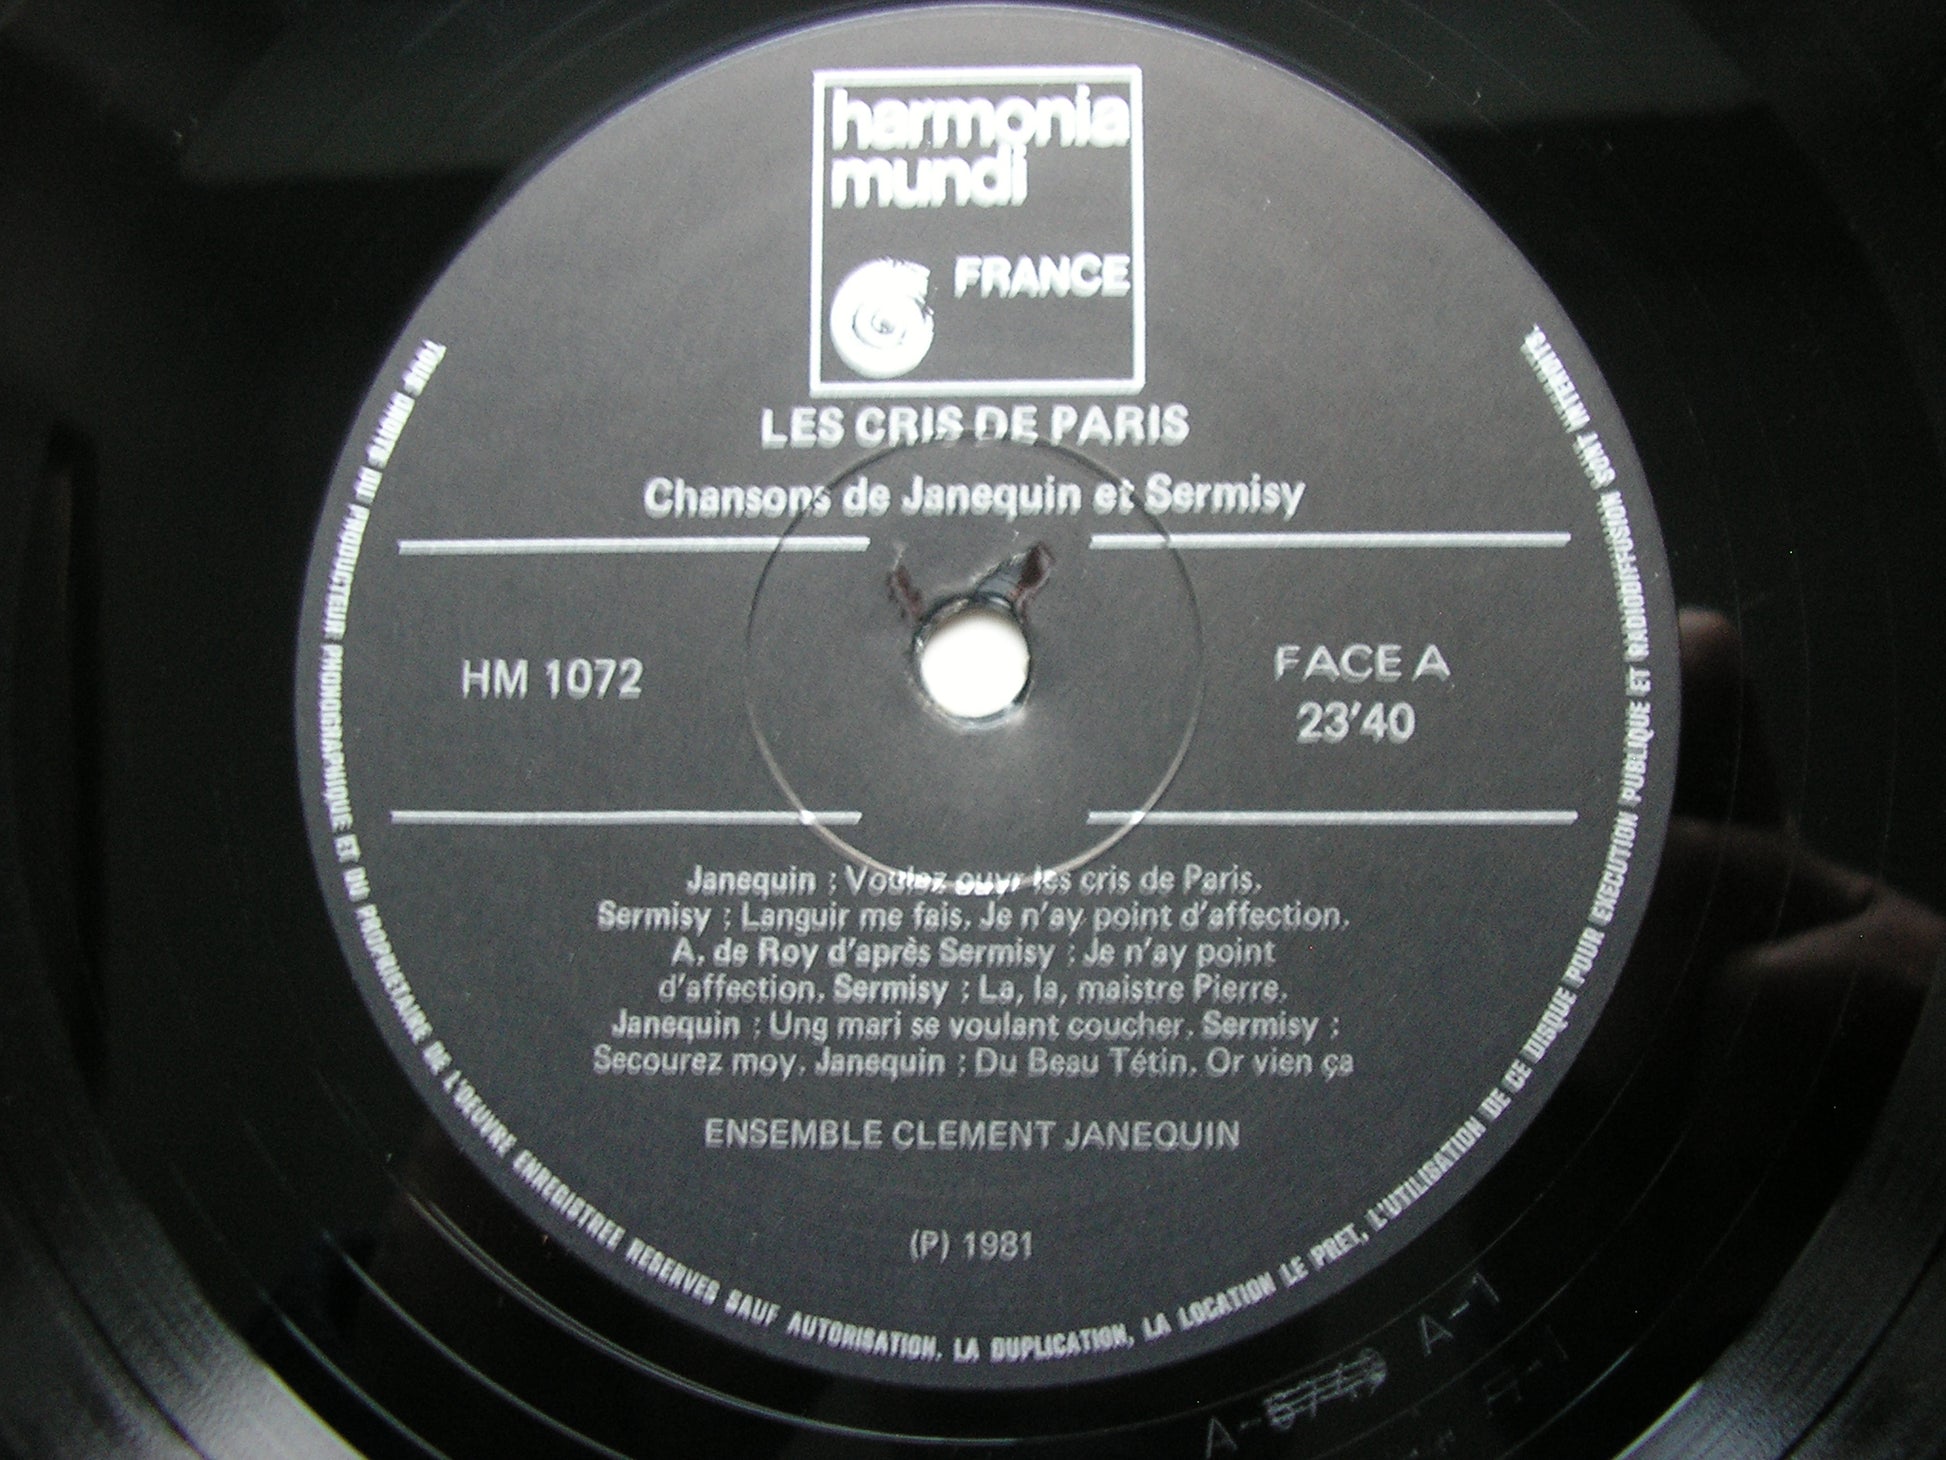 harmonia
mundi
FRANCE
LES CRIS DE PARIS
Chansons de Janequin et Sermisy
HM 1072
FACE A
23'40
Janequin : Voulez ouyr les cris de Paris.
Sermisy : Languir me fais. Je n'ay point d'affection.
A. de Roy d'après Sermisy : Je n'ay point
d'affection. Sermisy : La, la, maistre Pierre.
Janequin : Ung mari se voulant coucher. Sermisy :
Secourez moy. Janequin : Du Beau Tétin. Or vien ça
ENSEMBLE CLEMENT JANEQUIN
(P) 1981
TOUS DROITS DU PRODUCTEUR PHONOGRAPHIQUE ET DU PROPRIETAIRE DE L'OEUVRE ENREGISTREE RESERVES SAUF AUTORISATION, LA DUPLICATION, LA LOCATION LE PRET, L'UTILISATION DE CE DISQUE POUR EXECUTION PUBLIQUE ET RADIODIFFUSION SONT INTERDITS.
A-1